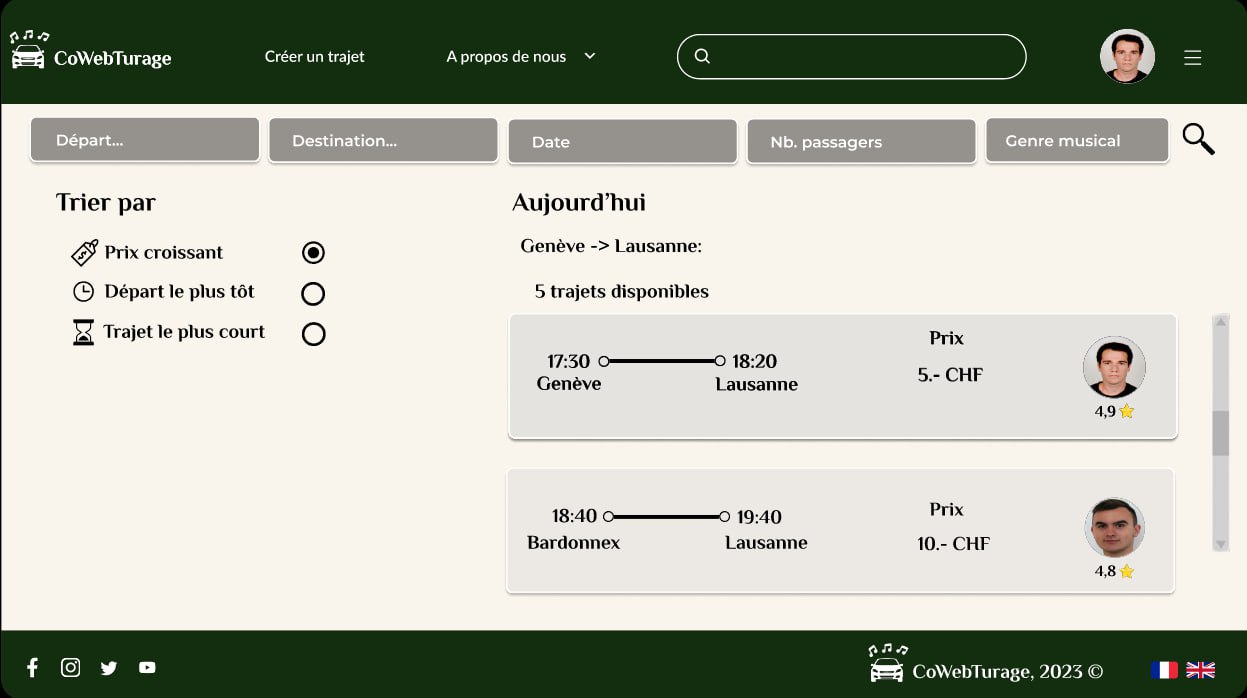 CoWebTurage
Créer un trajet
A propos de nous
Départ...
Destination...
Date
Nb. passagers
Genre musical
Trier par
Prix croissant
Départ le plus tôt
Trajet le plus court
Aujourd’hui
Genève -> Lausanne:
5 trajets disponibles
17:30 18:20
Genève Lausanne
Prix
5.- CHF
4,9
18:40 19:40
Bardonnex Lausanne
Prix
10.- CHF
4,8
CoWebTurage, 2023 ©